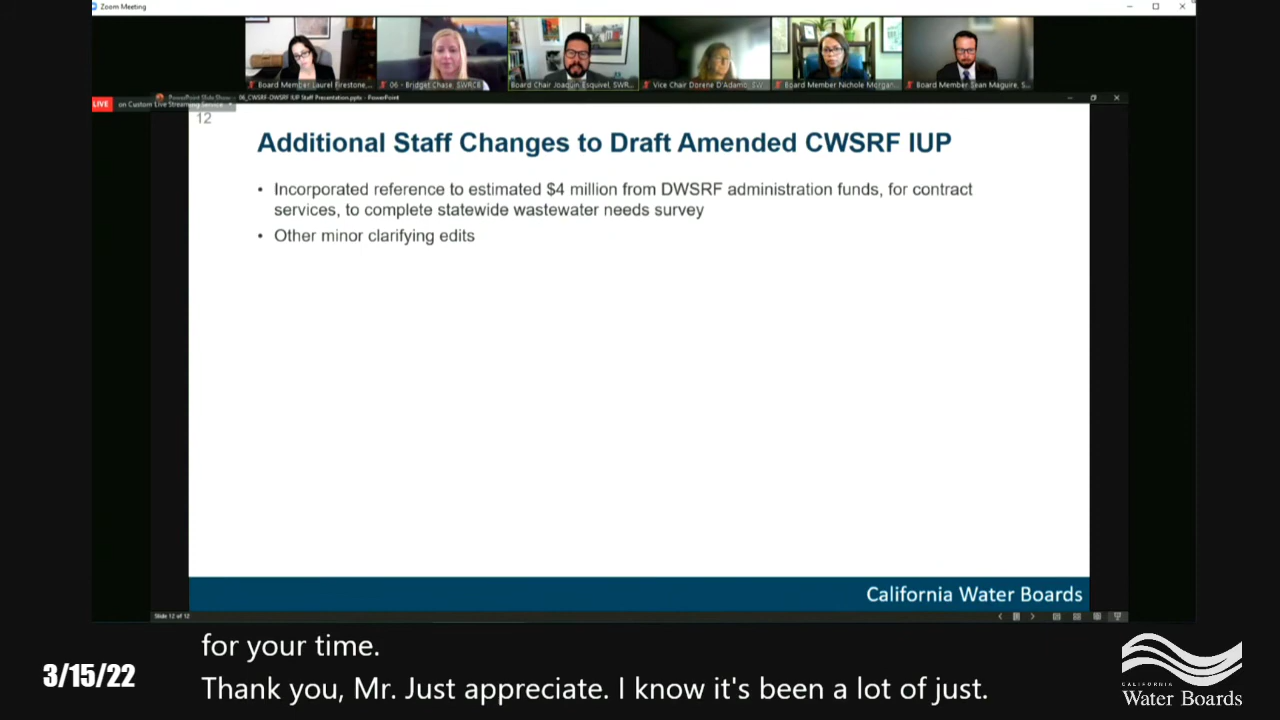 Zoom Meeting
Board Member Laurel Firestone,...
06 - Bridget Chase, SWRCB
Board Chair Joaquin Esquivel, SWR...
Vice Chair Dorene D'Adamo, SW
Board Member Nichole Morgan,...
Board Member Sean Maguire, S...
PowerPoint Slide Show - 06_CWSRF-DWSRF IUP Staff Presentation.pptx - PowerPoint
LIVE on Custom Live Streaming Service
12
Additional Staff Changes to Draft Amended CWSRF IUP
• Incorporated reference to estimated $4 million from DWSRF administration funds, for contract
services, to complete statewide wastewater needs survey
• Other minor clarifying edits
California Water Boards
Slide 12 of 12
for your time.
3/15/22
Thank you, Mr. Just appreciate. I know it's been a lot of just.
CALIFORNIA
Water Boards